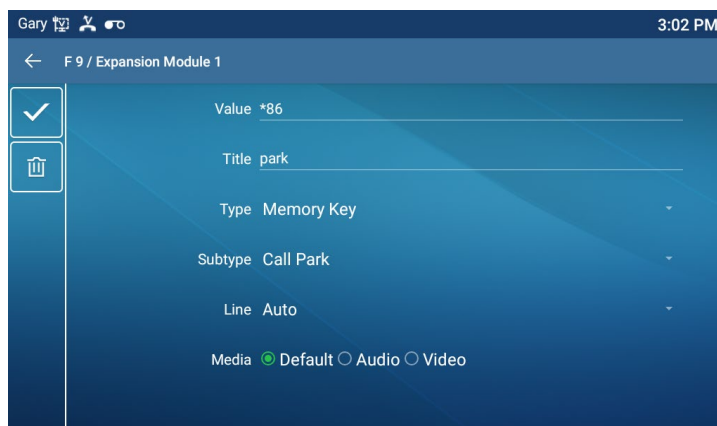 Gary 3:02 PM
F 9 / Expansion Module 1
Value *86
Title park
Type Memory Key
Subtype Call Park
Line Auto
Media Default Audio Video